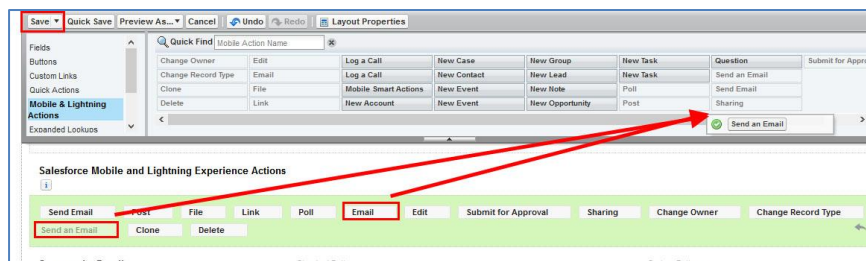 Save Quick Save Preview As... Cancel Undo Redo Layout Properties
Fields
Buttons
Custom Links
Quick Actions
Mobile & Lightning
Actions
Expanded Lookups
Quick Find Mobile Action Name
Change Owner Edit Log a Call New Case New Group New Task Question Submit for Appro
Change Record Type Email Log a Call New Contact New Lead New Task Send an Email
Clone File Mobile Smart Actions New Event New Note Poll Send Email
Delete Link New Account New Event New Opportunity Post Sharing
Send an Email
Salesforce Mobile and Lightning Experience Actions
i
Send Email Post File Link Poll Email Edit Submit for Approval Sharing Change Owner Change Record Type
Send an Email Clone Delete